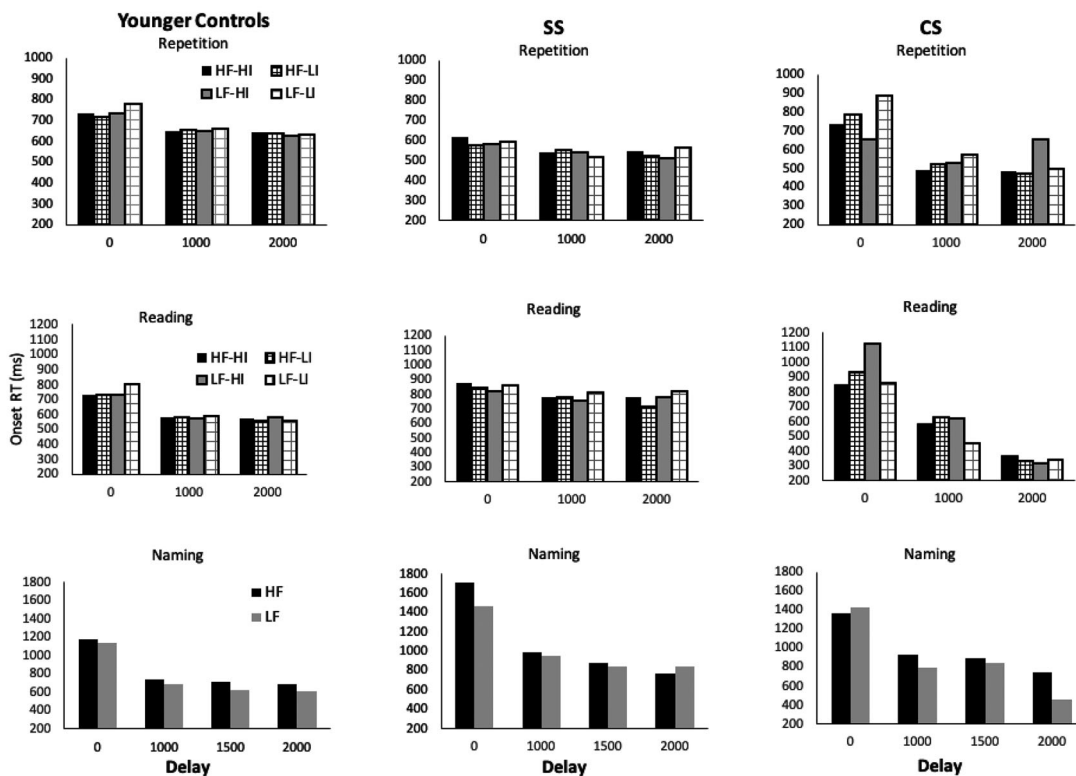 Younger Controls
Repetition
1000
900
800
700
600
500
400
300
200
HF-HI HF-LI
LF-HI LF-LI
0 1000 2000
SS
Repetition
1000
900
800
700
600
500
400
300
200
0 1000 2000
CS
Repetition
1000
900
800
700
600
500
400
300
200
0 1000 2000
Reading
Onset RT (ms)
1200
1100
1000
900
800
700
600
500
400
300
200
HF-HI HF-LI
LF-HI LF-LI
0 1000 2000
Reading
1200
1100
1000
900
800
700
600
500
400
300
200
0 1000 2000
Reading
1200
1100
1000
900
800
700
600
500
400
300
200
0 1000 2000
Naming
1800
1600
1400
1200
1000
800
600
400
200
HF
LF
0 1000 1500 2000
Delay
Naming
1800
1600
1400
1200
1000
800
600
400
200
0 1000 1500 2000
Delay
Naming
1800
1600
1400
1200
1000
800
600
400
200
0 1000 1500 2000
Delay